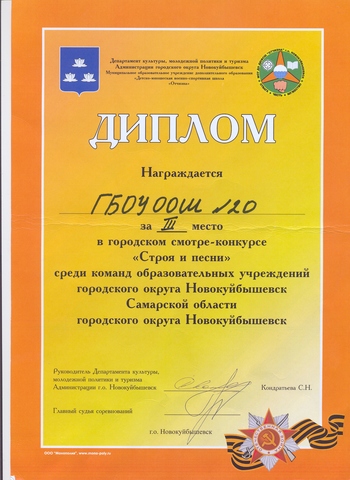 Департамент культуры, молодежной политики и туризма
Администрации городского округа Новокуйбышевск
Муниципальное образовательное учреждение дополнительного образования
«Детско-юношеская военно-спортивная школа
«Отчизна»
ДИПЛОМ
Награждается
ГБОУ ООШ №20
за III место
в городском смотре-конкурсе
«Строя и песни»
среди команд образовательных учреждений
городского округа Новокуйбышевск
Самарской области
городского округа Новокуйбышевск
Руководитель Департамента культуры,
молодежной политики и туризма
Администрации г.о. Новокуйбышевск Кондратьева С.Н.
Главный судья соревнований
г.о. Новокуйбышевск